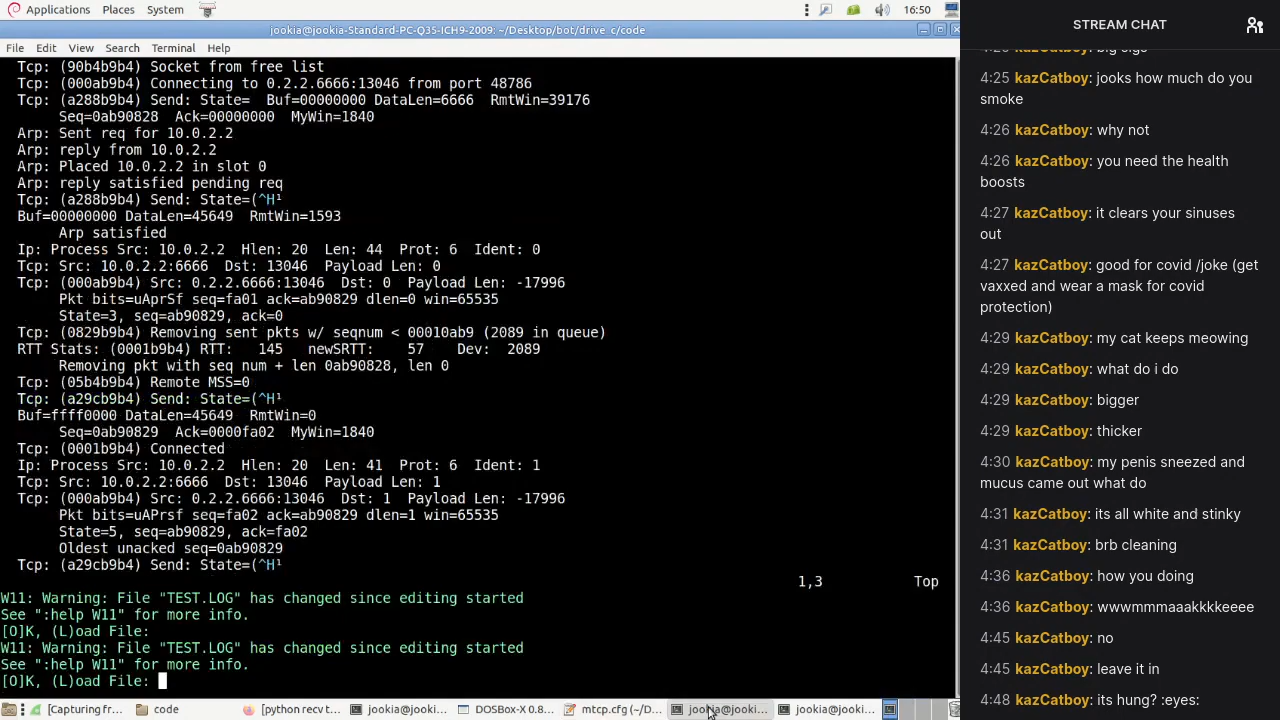 Applications Places System 16:50
jookia@jookia-Standard-PC-Q35-ICH9-2009: ~/Desktop/bot/drive_c/code
File Edit View Search Terminal Help
Tcp: (90b4b9b4) Socket from free list
Tcp: (000ab9b4) Connecting to 0.2.2.6666:13046 from port 48786
Tcp: (a288b9b4) Send: State=  Buf=00000000 DataLen=6666  RmtWin=39176
Seq=0ab90828  Ack=00000000  MyWin=1840
Arp: Sent req for 10.0.2.2
Arp: reply from 10.0.2.2
Arp: Placed 10.0.2.2 in slot 0
Arp: reply satisfied pending req
Tcp: (a288b9b4) Send: State=(^H¹
Buf=00000000 DataLen=45649  RmtWin=1593
Arp satisfied
Ip: Process Src: 10.0.2.2  Hlen: 20  Len: 44  Prot: 6  Ident: 0
Tcp: Src: 10.0.2.2:6666  Dst: 13046  Payload Len: 0
Tcp: (000ab9b4) Src: 0.2.2.6666:13046  Dst: 0  Payload Len: -17996
Pkt bits=uAprSf seq=fa01 ack=ab90829 dlen=0 win=65535
State=3, seq=ab90829, ack=0
Tcp: (0829b9b4) Removing sent pkts w/ seqnum < 00010ab9 (2089 in queue)
RTT Stats: (0001b9b4) RTT:   145   newSRTT:    57    Dev:  2089
Removing pkt with seq num + len 0ab90828, len 0
Tcp: (05b4b9b4) Remote MSS=0
Tcp: (a29cb9b4) Send: State=(^H¹
Buf=ffff0000 DataLen=45649  RmtWin=0
Seq=0ab90829  Ack=0000fa02  MyWin=1840
Tcp: (0001b9b4) Connected
Ip: Process Src: 10.0.2.2  Hlen: 20  Len: 41  Prot: 6  Ident: 1
Tcp: Src: 10.0.2.2:6666  Dst: 13046  Payload Len: 1
Tcp: (000ab9b4) Src: 0.2.2.6666:13046  Dst: 1  Payload Len: -17996
Pkt bits=uAPrsf seq=fa02 ack=ab90829 dlen=1 win=65535
State=5, seq=ab90829, ack=fa02
Oldest unacked seq=0ab90829
Tcp: (a29cb9b4) Send: State=(^H¹
1,3 Top
W11: Warning: File "TEST.LOG" has changed since editing started
See ":help W11" for more info.
[O]K, (L)oad File:
W11: Warning: File "TEST.LOG" has changed since editing started
See ":help W11" for more info.
[O]K, (L)oad File:
[Capturing fr... code [python recv t... jookia@jooki... DOSBox-X 0.8... mtcp.cfg (~/D... jookia@jooki... jookia@jooki...
STREAM CHAT
4:25 kazCatboy: jooks how much do you
smoke
4:26 kazCatboy: why not
4:26 kazCatboy: you need the health
boosts
4:27 kazCatboy: it clears your sinuses
out
4:27 kazCatboy: good for covid /joke (get
vaxxed and wear a mask for covid
protection)
4:29 kazCatboy: my cat keeps meowing
4:29 kazCatboy: what do i do
4:29 kazCatboy: bigger
4:29 kazCatboy: thicker
4:30 kazCatboy: my penis sneezed and
mucus came out what do
4:31 kazCatboy: its all white and stinky
4:31 kazCatboy: brb cleaning
4:36 kazCatboy: how you doing
4:36 kazCatboy: wwwmmmaaakkkkeeee
4:45 kazCatboy: no
4:45 kazCatboy: leave it in
4:48 kazCatboy: its hung? :eyes: